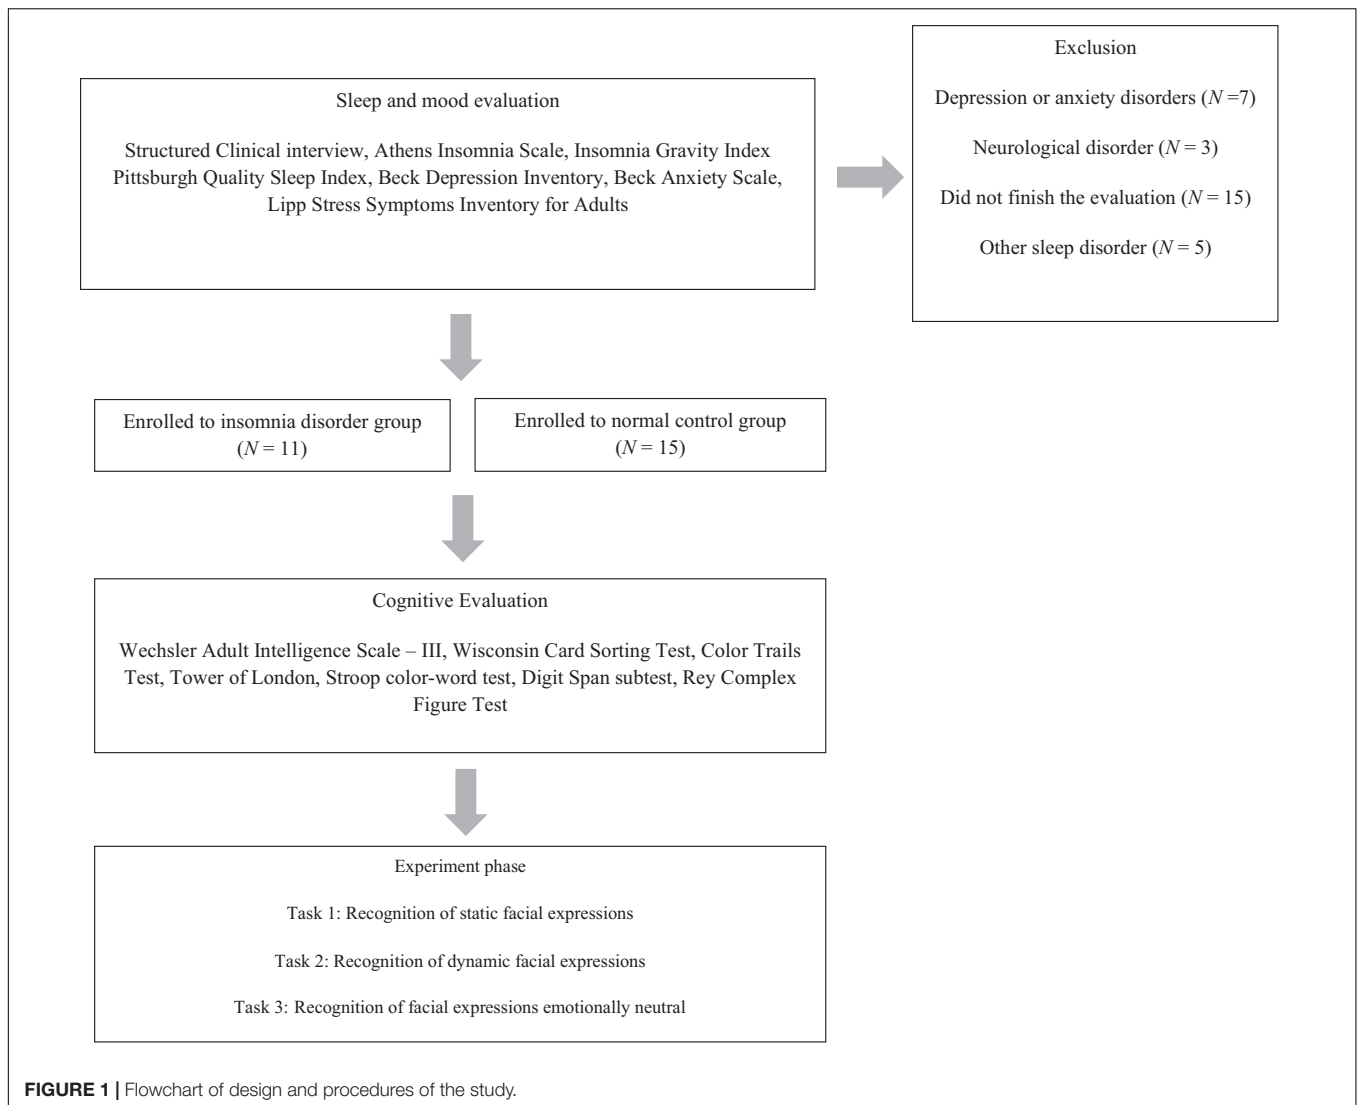 Sleep and mood evaluation
Structured Clinical interview, Athens Insomnia Scale, Insomnia Gravity Index
Pittsburgh Quality Sleep Index, Beck Depression Inventory, Beck Anxiety Scale,
Lipp Stress Symptoms Inventory for Adults
Exclusion
Depression or anxiety disorders (N =7)
Neurological disorder (N = 3)
Did not finish the evaluation (N = 15)
Other sleep disorder (N = 5)
Enrolled to insomnia disorder group
(N = 11)
Enrolled to normal control group
(N = 15)
Cognitive Evaluation
Wechsler Adult Intelligence Scale – III, Wisconsin Card Sorting Test, Color Trails
Test, Tower of London, Stroop color-word test, Digit Span subtest, Rey Complex
Figure Test
Experiment phase
Task 1: Recognition of static facial expressions
Task 2: Recognition of dynamic facial expressions
Task 3: Recognition of facial expressions emotionally neutral
FIGURE 1 | Flowchart of design and procedures of the study.